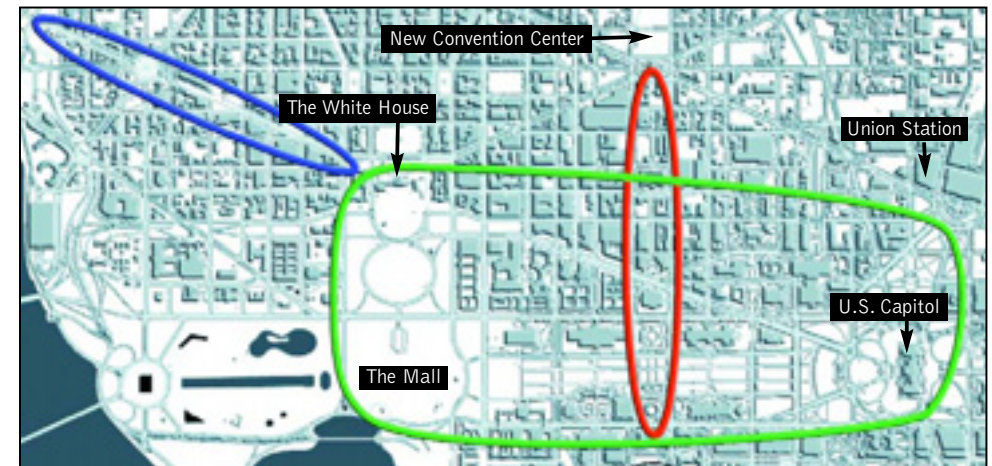 New Convention Center
The White House
Union Station
U.S. Capitol
The Mall